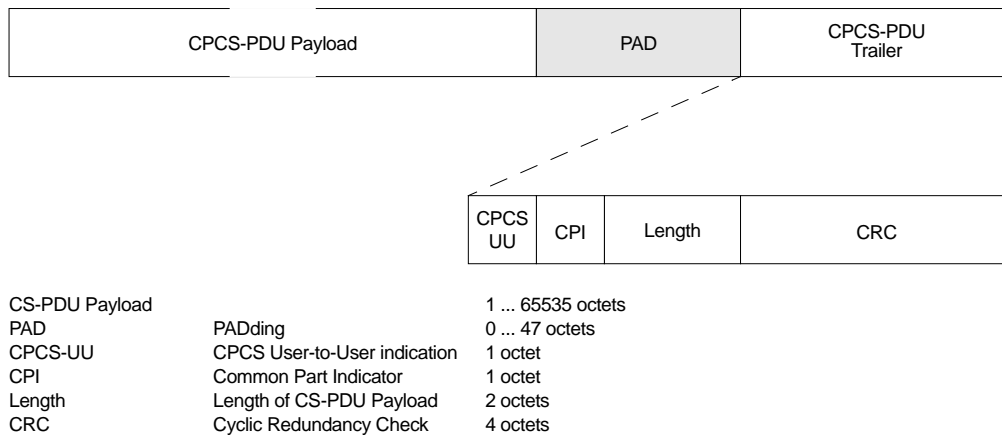 CPCS-PDU Payload
PAD
CPCS-PDU
Trailer
CPCS
UU
CPI
Length
CRC
CS-PDU Payload 1 ... 65535 octets
PAD PADding 0 ... 47 octets
CPCS-UU CPCS User-to-User indication 1 octet
CPI Common Part Indicator 1 octet
Length Length of CS-PDU Payload 2 octets
CRC Cyclic Redundancy Check 4 octets